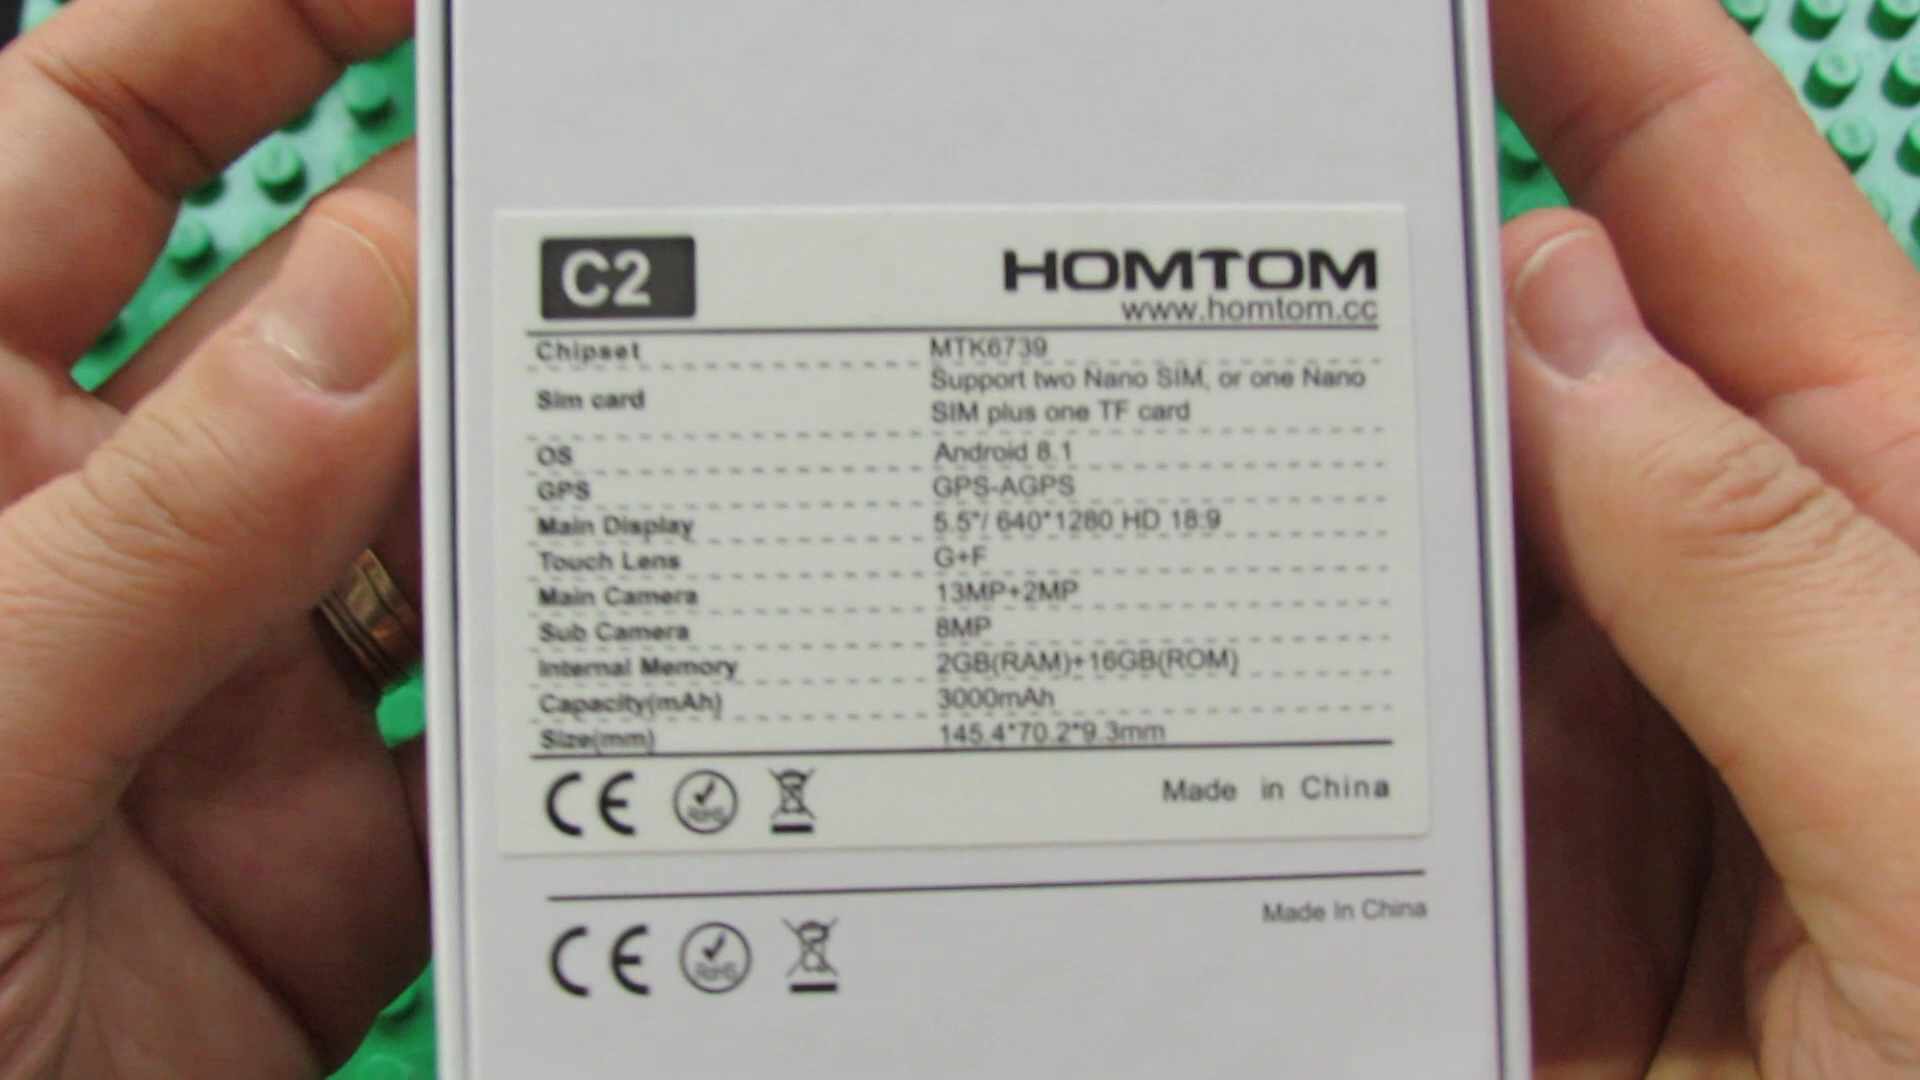 C2 HOMTOM
www.homtom.cc
Chipset MTK6739
Sim card Support two Nano SIM, or one Nano
SIM plus one TF card
OS Android 8.1
GPS GPS-AGPS
Main Display 5.5"/ 640*1280 HD 18:9
Touch Lens G+F
Main Camera 13MP+2MP
Sub Camera 8MP
Internal Memory 2GB(RAM)+16GB(ROM)
Capacity(mAh) 3000mAh
Size(mm) 145.4*70.2*9.3mm
CE RoHS Made in China
Made In China
CE RoHS